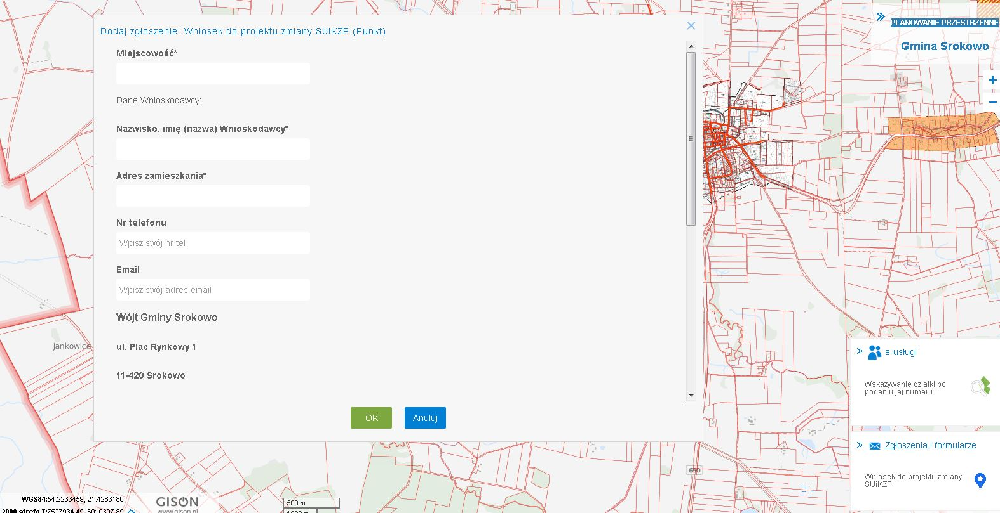 Dodaj zgłoszenie: Wniosek do projektu zmiany SUiKZP (Punkt)
Miejscowość*
Dane Wnioskodawcy:
Nazwisko, imię (nazwa) Wnioskodawcy*
Adres zamieszkania*
Nr telefonu
Wpisz swój nr tel.
Email
Wpisz swój adres email
Wójt Gminy Srokowo
ul. Plac Rynkowy 1
11-420 Srokowo
OK
Anuluj
PLANOWANIE PRZESTRZENNE
Gmina Srokowo
+
−
e-usługi
Wskazywanie działki po
podaniu jej numeru
Zgłoszenia i formularze
Wniosek do projektu zmiany
SUiKZP:
Jankowice
650
WGS84:54.2233459, 21.4283180
2000 strefa 7:7527934.49, 6010397.89
GISON
www.gison.pl
500 m
1000 ft